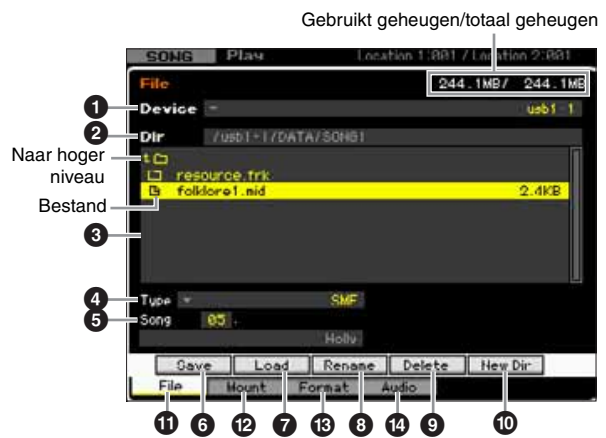 Gebruikt geheugen/totaal geheugen
SONG Play Location 1:001 / Location 2:001
File 244.1MB/ 244.1MB
1 Device usb1-1
2 Dir /usb1-1/DATA/SONG1
Naar hoger
niveau
resource.frk
Bestand folklore1.mid 2.4KB
3
4 Type SMF
5 Song 05
Holly
Save Load Rename Delete New Dir
File Mount Format Audio
11 6 12 7 13 8 14 9 10